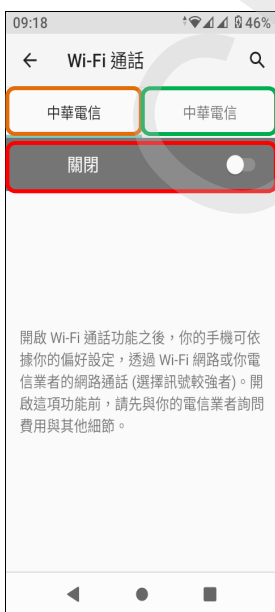 09:18 46%
Wi-Fi 通話
中華電信 中華電信
關閉
開啟 Wi-Fi 通話功能之後，你的手機可依
據你的偏好設定，透過 Wi-Fi 網路或你電
信業者的網路通話 (選擇訊號較強者)。開
啟這項功能前，請先與你的電信業者詢問
費用與其他細節。